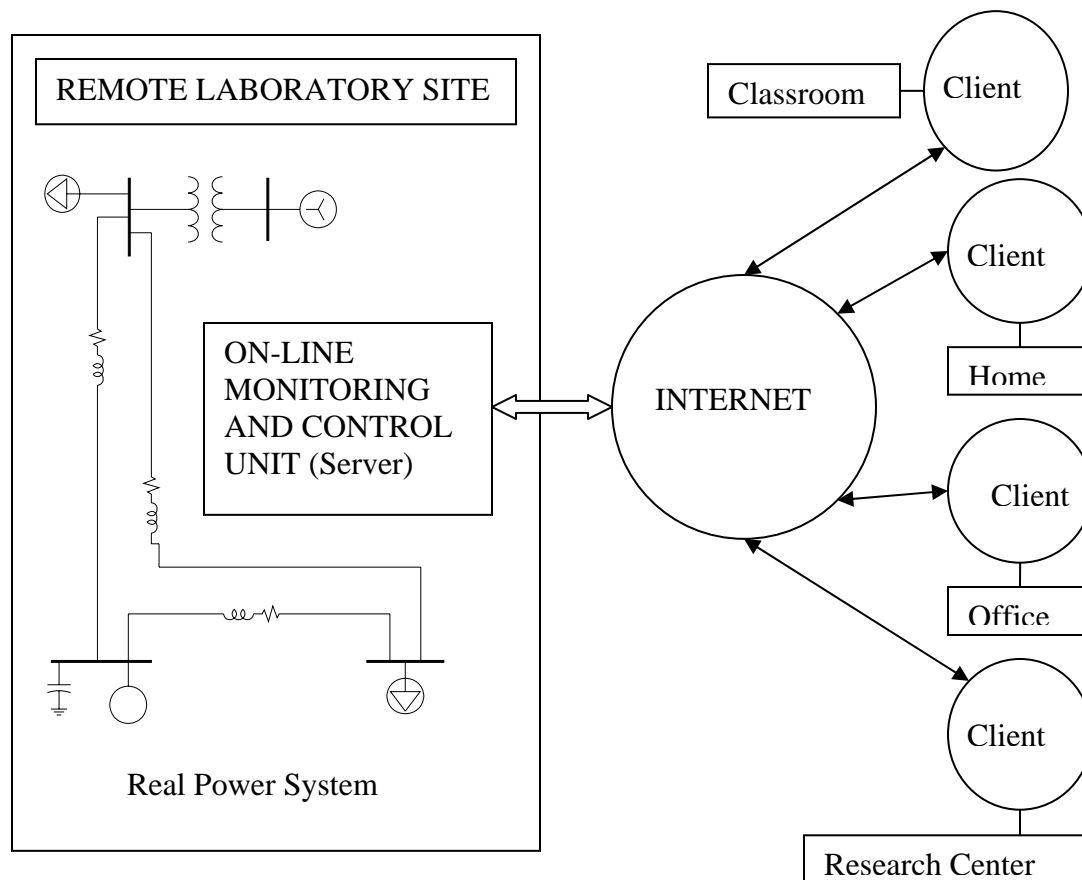 REMOTE LABORATORY SITE
ON-LINE
MONITORING
AND CONTROL
UNIT (Server)
Real Power System
INTERNET
Classroom
Client
Client
Home
Client
Office
Client
Research Center